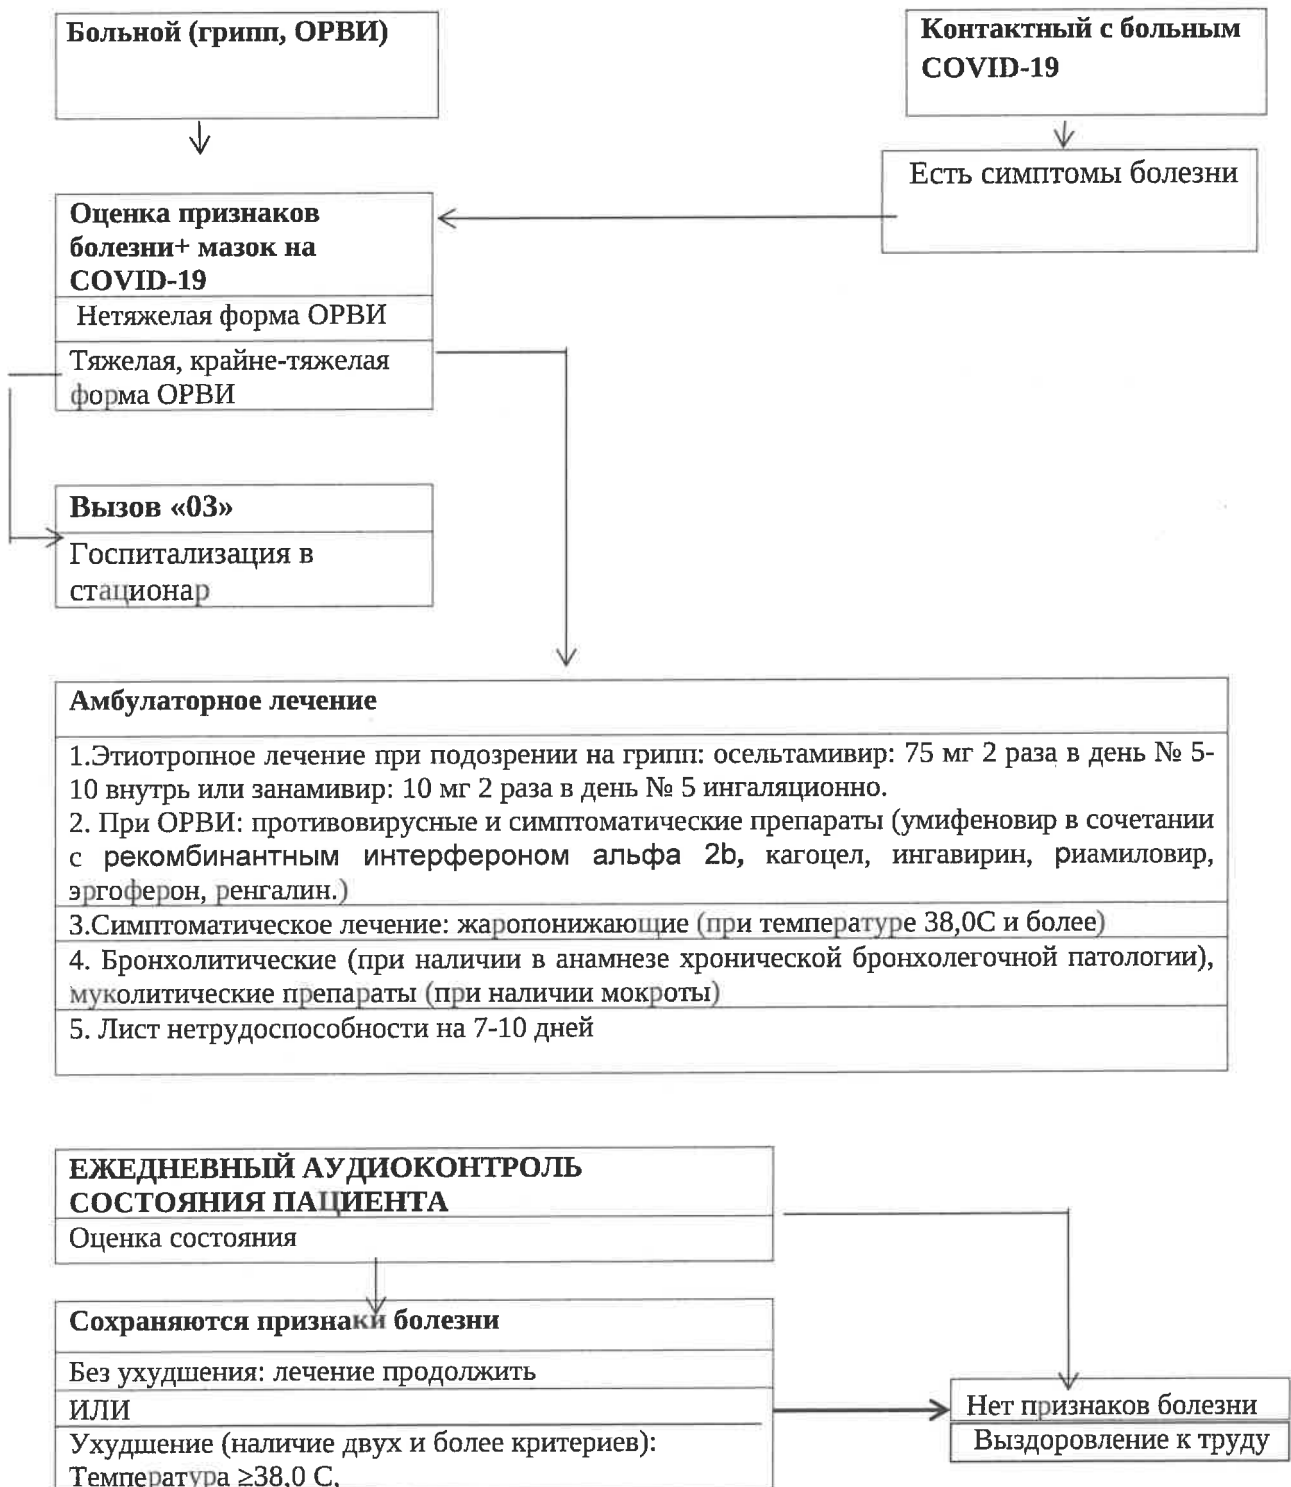 Больной (грипп, ОРВИ)
Контактный с больным
COVID-19
Есть симптомы болезни
Оценка признаков
болезни+ мазок на
COVID-19
Нетяжелая форма ОРВИ
Тяжелая, крайне-тяжелая
форма ОРВИ
Вызов «03»
Госпитализация в
стационар
Амбулаторное лечение
1.Этиотропное лечение при подозрении на грипп: осельтамивир: 75 мг 2 раза в день № 5-
10 внутрь или занамивир: 10 мг 2 раза в день № 5 ингаляционно.
2. При ОРВИ: противовирусные и симптоматические препараты (умифеновир в сочетании
с рекомбинантным интерфероном альфа 2b, кагоцел, ингавирин, риамиловир,
эргоферон, ренгалин.)
3.Симптоматическое лечение: жаропонижающие (при температуре 38,0С и более)
4. Бронхолитические (при наличии в анамнезе хронической бронхолегочной патологии),
муколитические препараты (при наличии мокроты)
5. Лист нетрудоспособности на 7-10 дней
ЕЖЕДНЕВНЫЙ АУДИОКОНТРОЛЬ
СОСТОЯНИЯ ПАЦИЕНТА
Оценка состояния
Сохраняются признаки болезни
Без ухудшения: лечение продолжить
ИЛИ
Ухудшение (наличие двух и более критериев):
Температура ≥38,0 С,
Нет признаков болезни
Выздоровление к труду